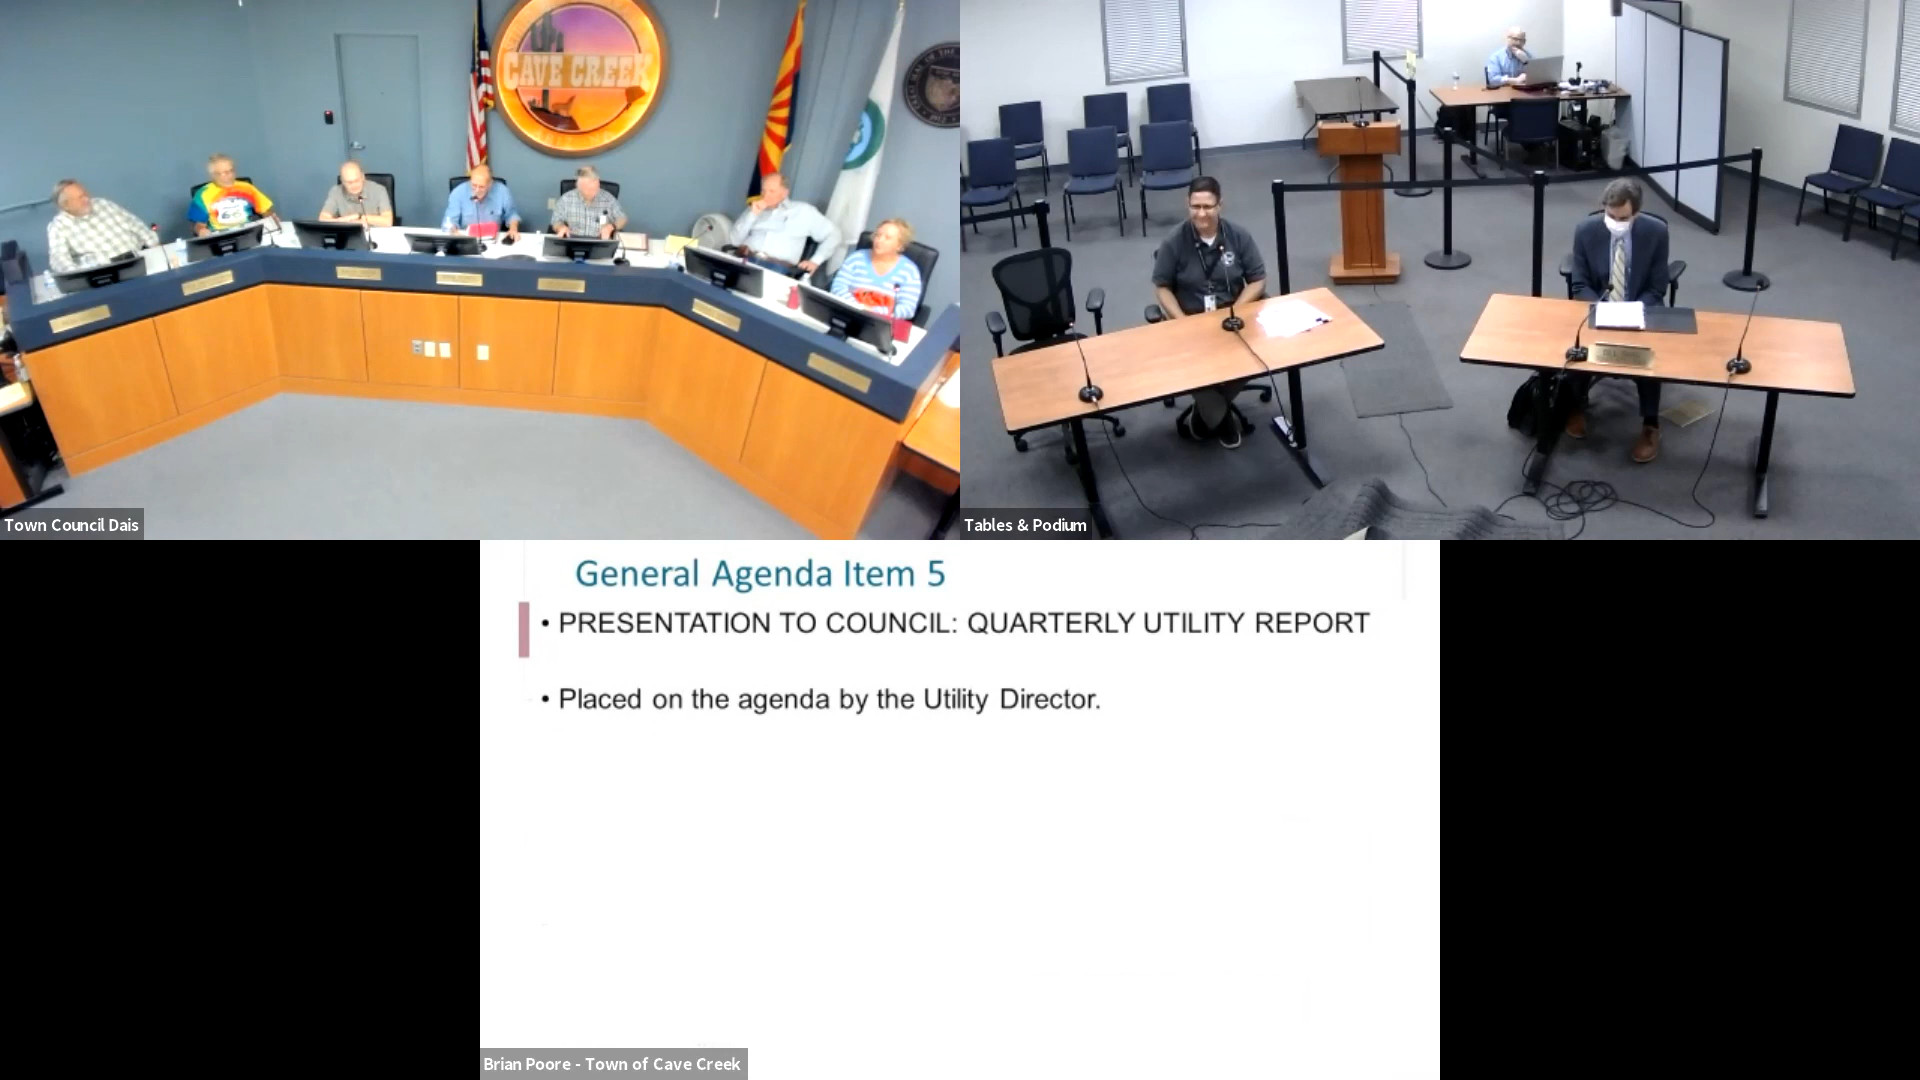 CAVE CREEK
Town Council Dais
Tables & Podium
General Agenda Item 5
• PRESENTATION TO COUNCIL: QUARTERLY UTILITY REPORT
• Placed on the agenda by the Utility Director.
Brian Poore - Town of Cave Creek